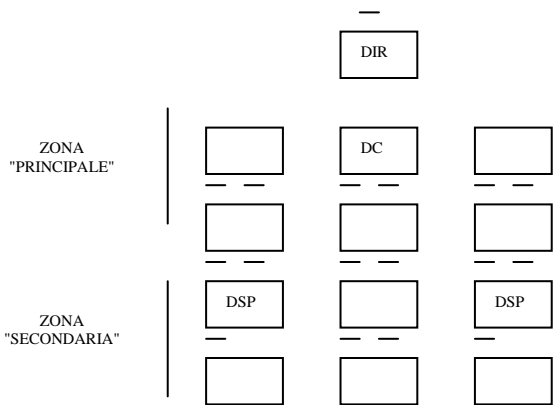 DIR
ZONA
"PRINCIPALE"
DC
ZONA
"SECONDARIA"
DSP
DSP